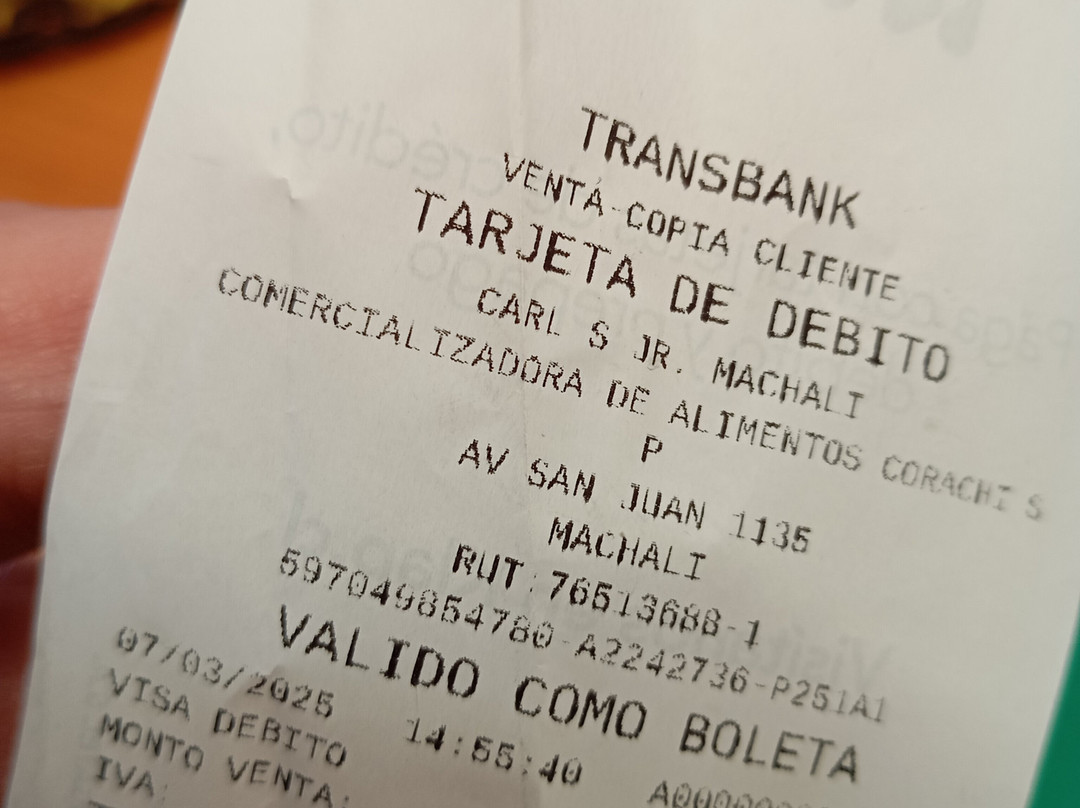 TRANSBANK
VENTA-COPIA CLIENTE
TARJETA DE DEBITO
CARL S JR. MACHALI
COMERCIALIZADORA DE ALIMENTOS CORACHI S
P
AV SAN JUAN 1135
MACHALI
RUT:76513688-1
597049854780-A2242736-P251A1
VALIDO COMO BOLETA
07/03/2025 14:55:40
VISA DEBITO
MONTO VENTA:
IVA: